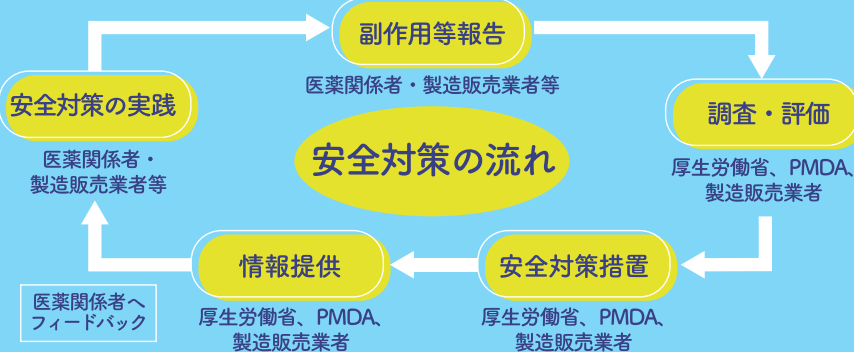 副作用等報告
医薬関係者・製造販売業者等
調査・評価
厚生労働省、PMDA、
製造販売業者
安全対策措置
厚生労働省、PMDA、
製造販売業者
情報提供
厚生労働省、PMDA、
製造販売業者
医薬関係者へ
フィードバック
安全対策の実践
医薬関係者・
製造販売業者等
安全対策の流れ